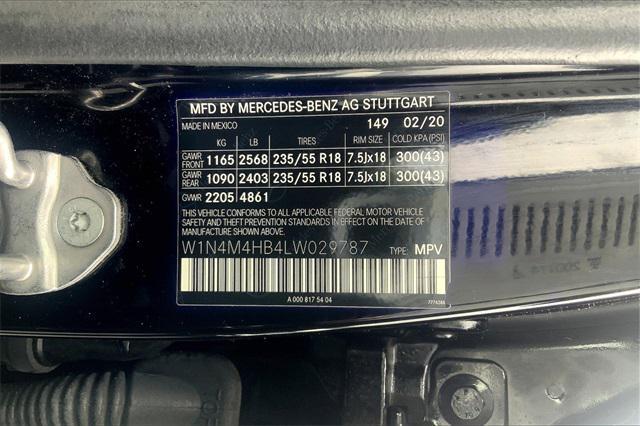 MFD BY MERCEDES-BENZ AG STUTTGART
MADE IN MEXICO 149 02/20
KG LB TIRES RIM SIZE COLD KPA (PSI)
GAWR FRONT 1165 2568 235/55 R18 7.5Jx18 300(43)
GAWR REAR 1090 2403 235/55 R18 7.5Jx18 300(43)
GVWR 2205 4861
THIS VEHICLE CONFORMS TO ALL APPLICABLE FEDERAL MOTOR VEHICLE
SAFETY STANDARDS IN EFFECT ON THE DATE OF
MANUFACTURE SHOWN ABOVE.
W1N4M4HB4LW029787 TYPE: MPV
A 000 817 54 04